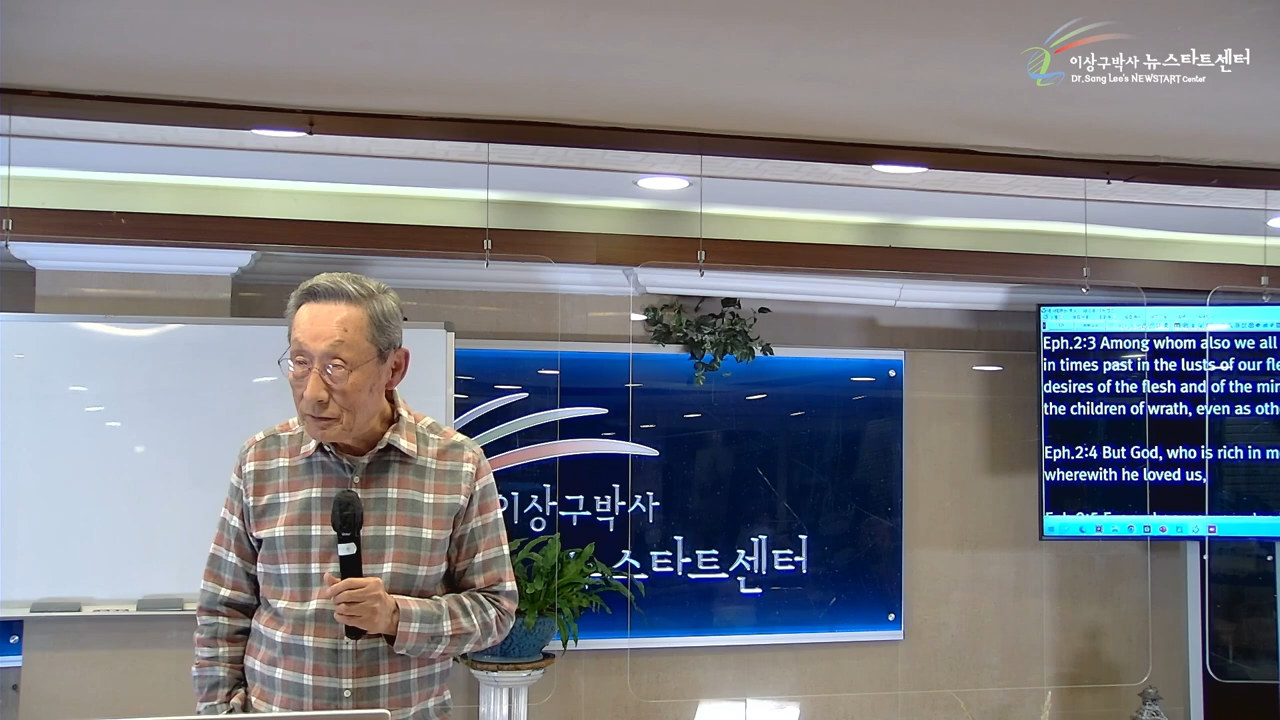 이상구박사 뉴스타트센터
Dr. Sang Lee's NEWSTART Center
이상구박사
뉴스타트센터
Eph.2:3 Among whom also we all
in times past in the lusts of our fle
desires of the flesh and of the min
the children of wrath, even as oth
Eph.2:4 But God, who is rich in m
wherewith he loved us,